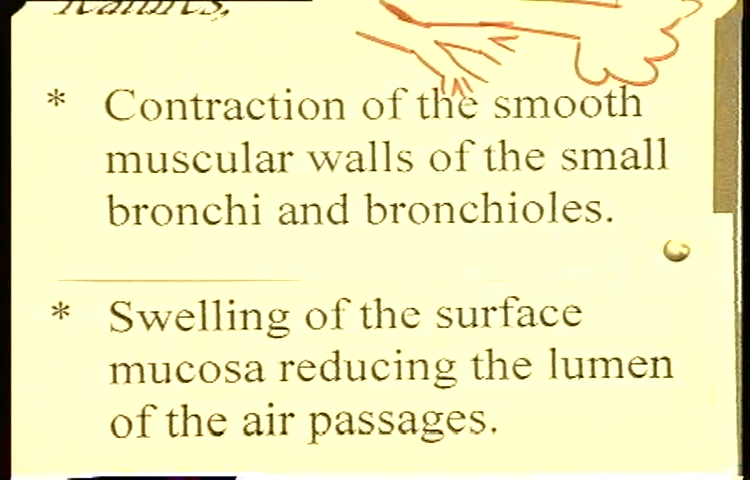 * Contraction of the smooth
muscular walls of the small
bronchi and bronchioles.
* Swelling of the surface
mucosa reducing the lumen
of the air passages.